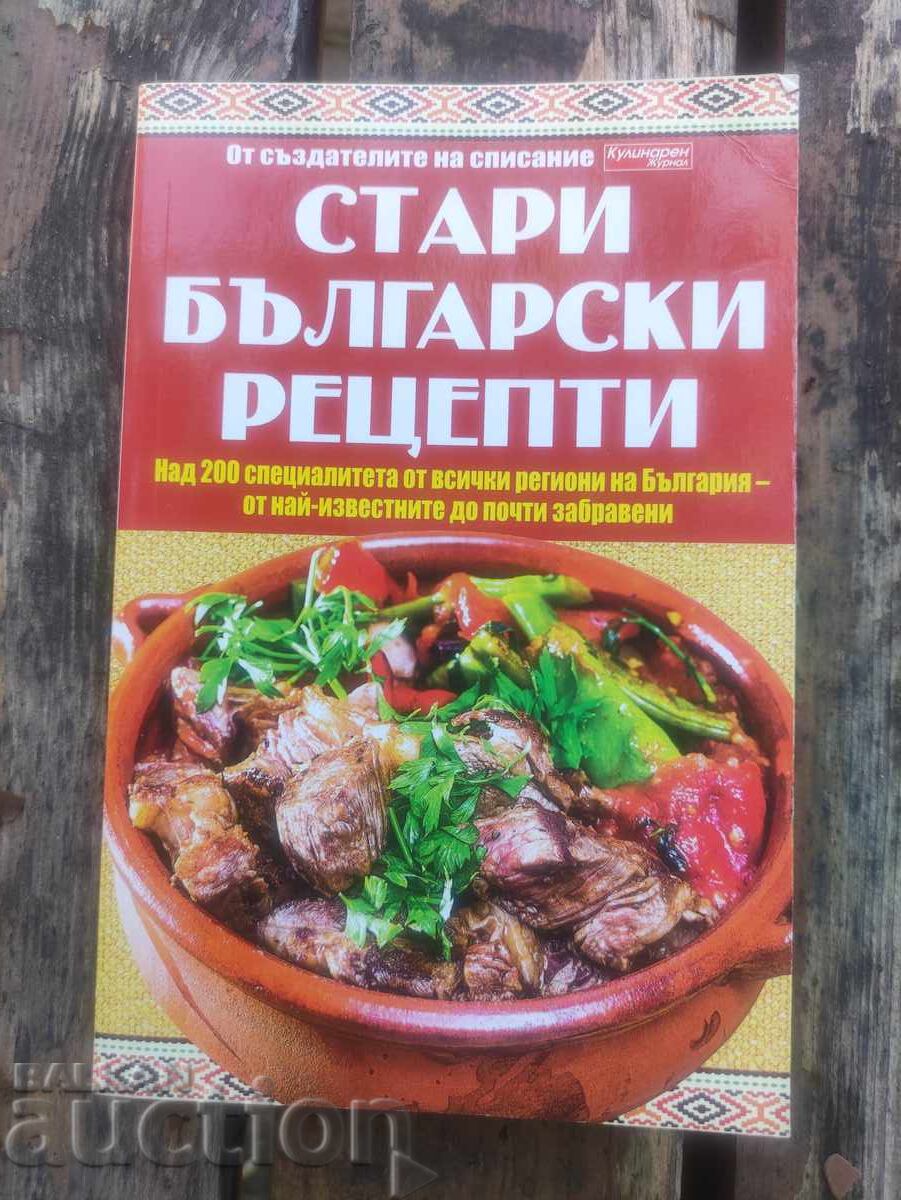 От създателите на списание Кулинарен Журнал
СТАРИ
БЪЛГАРСКИ
РЕЦЕПТИ
Над 200 специалитета от всички региони на България –
от най-известните до почти забравени
BALKAN
auction